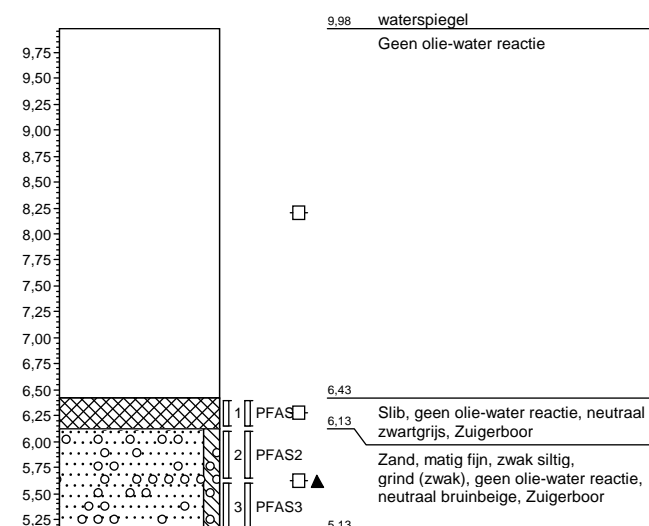 9,98 waterspiegel
Geen olie-water reactie
9,75
9,50
9,25
9,00
8,75
8,50
8,25
8,00
7,75
7,50
7,25
7,00
6,75
6,50
6,25
6,00
5,75
5,50
5,25
1 PFAS
2 PFAS2
3 PFAS3
6,43
Slib, geen olie-water reactie, neutraal
zwartgrijs, Zuigerboor
6,13
Zand, matig fijn, zwak siltig,
grind (zwak), geen olie-water reactie,
neutraal bruinbeige, Zuigerboor
5,13